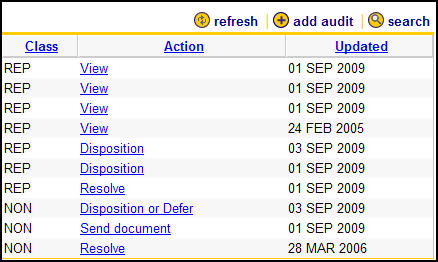 refresh add audit search
Class Action Updated
REP View 01 SEP 2009
REP View 01 SEP 2009
REP View 01 SEP 2009
REP View 24 FEB 2005
REP Disposition 03 SEP 2009
REP Disposition 01 SEP 2009
REP Resolve 01 SEP 2009
NON Disposition or Defer 03 SEP 2009
NON Send document 01 SEP 2009
NON Resolve 28 MAR 2006